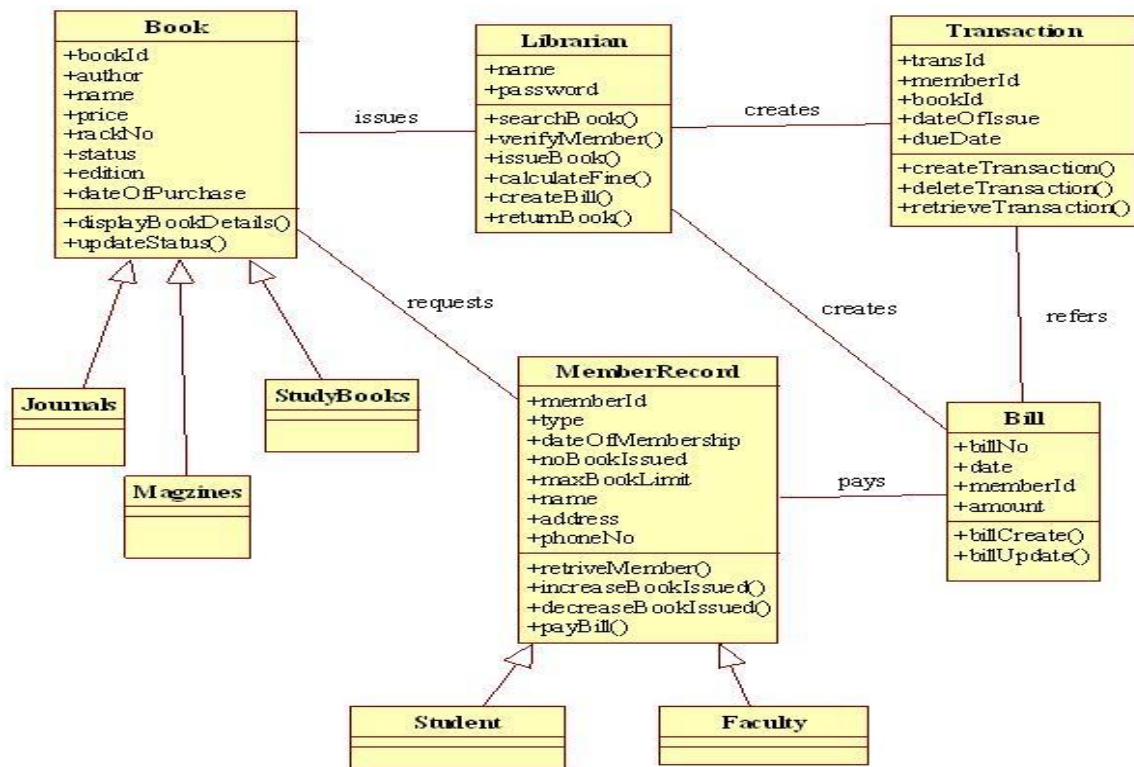 Book
+bookId
+author
+name
+price
+rackNo
+status
+edition
+dateOfPurchase
+displayBookDetails()
+updateStatus()
issues
Librarian
+name
+password
+searchBook()
+verifyMember()
+issueBook()
+calculateFine()
+createBill()
+returnBook()
creates
Transaction
+transId
+memberId
+bookId
+dateOfIssue
+dueDate
+createTransaction()
+deleteTransaction()
+retrieveTransaction()
requests
creates
refers
Journals
Magzines
StudyBooks
MemberRecord
+memberId
+type
+dateOfMembership
+noBookIssued
+maxBookLimit
+name
+address
+phoneNo
+retriveMember()
+increaseBookIssued()
+decreaseBookIssued()
+payBill()
pays
Bill
+billNo
+date
+memberId
+amount
+billCreate()
+billUpdate()
Student
Faculty